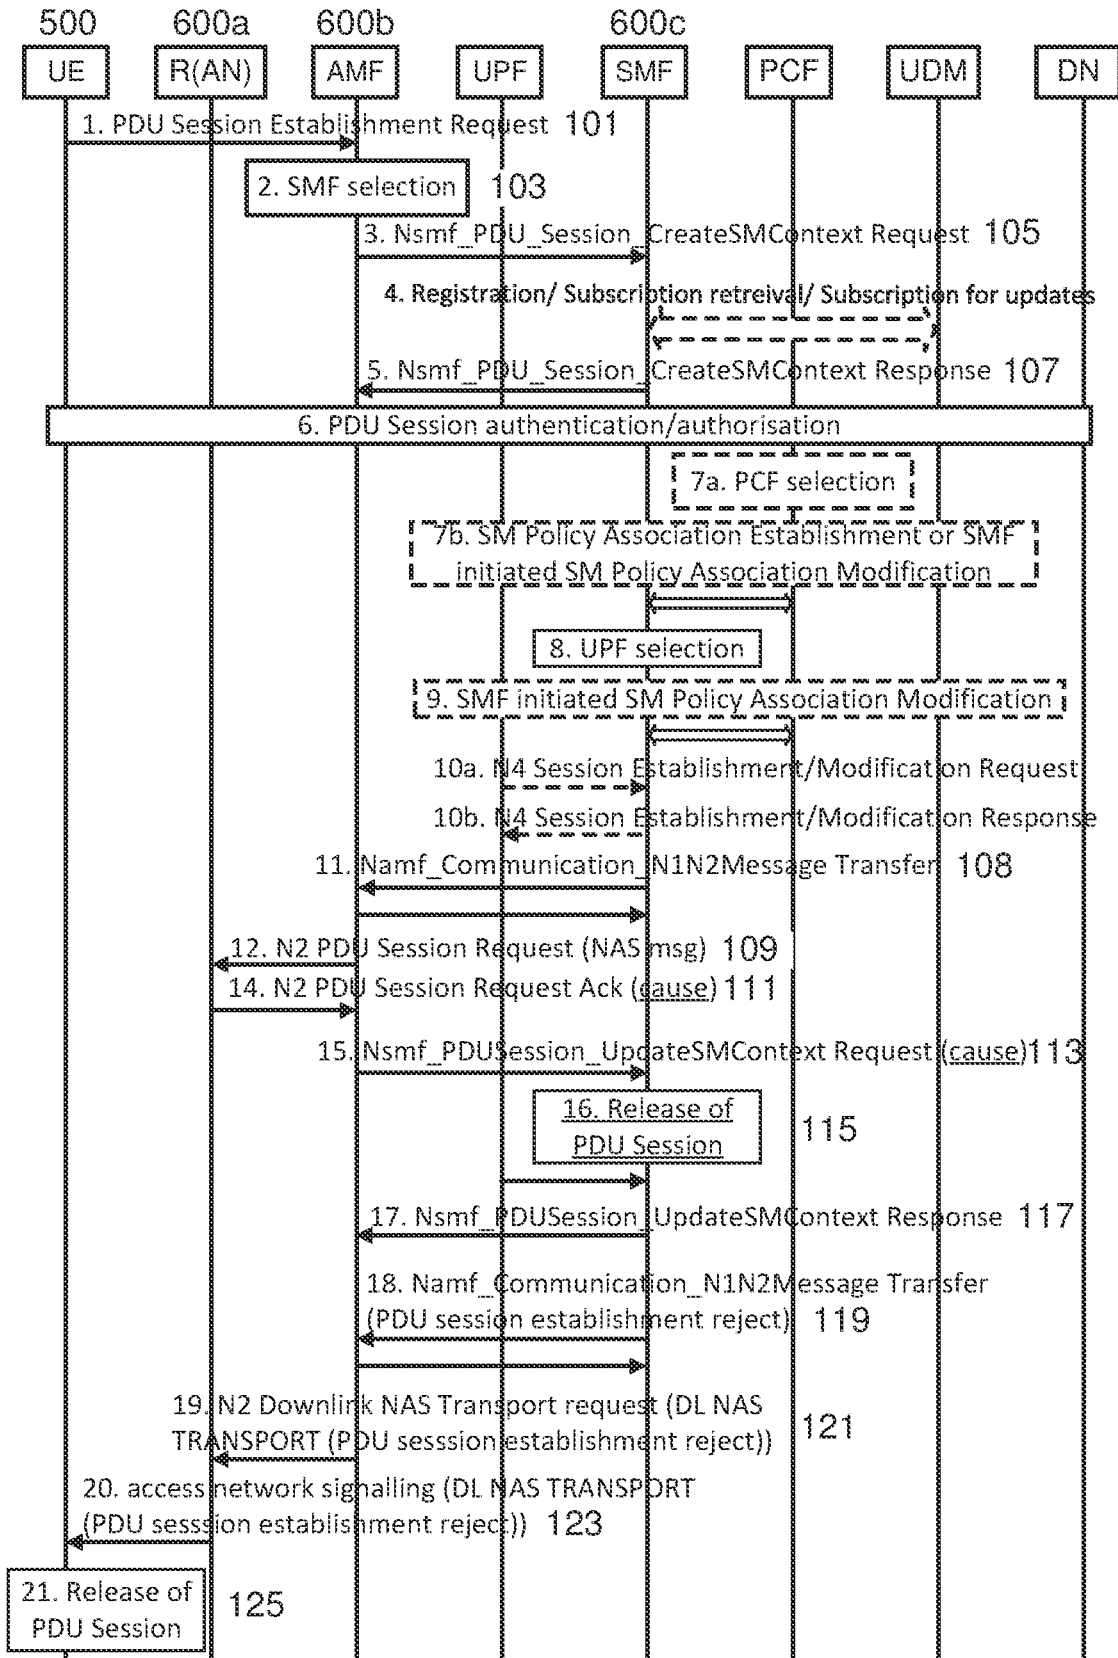 500 600a 600b 600c
UE R(AN) AMF UPF SMF PCF UDM DN
1. PDU Session Establishment Request 101
2. SMF selection 103
3. Nsmf_PDU_Session_CreateSMContext Request 105
4. Registration/ Subscription retreival/ Subscription for updates
5. Nsmf_PDU_Session_CreateSMContext Response 107
6. PDU Session authentication/authorisation
7a. PCF selection
7b. SM Policy Association Establishment or SMF
initiated SM Policy Association Modification
8. UPF selection
9. SMF initiated SM Policy Association Modification
10a. N4 Session Establishment/Modification Request
10b. N4 Session Establishment/Modification Response
11. Namf_Communication_N1N2Message Transfer 108
12. N2 PDU Session Request (NAS msg) 109
14. N2 PDU Session Request Ack (cause) 111
15. Nsmf_PDUSession_UpdateSMContext Request (cause) 113
16. Release of
PDU Session 115
17. Nsmf_PDUSession_UpdateSMContext Response 117
18. Namf_Communication_N1N2Message Transfer
(PDU session establishment reject) 119
19. N2 Downlink NAS Transport request (DL NAS
TRANSPORT (PDU sesssion establishment reject)) 121
20. access network signalling (DL NAS TRANSPORT
(PDU sesssion establishment reject)) 123
21. Release of
PDU Session 125